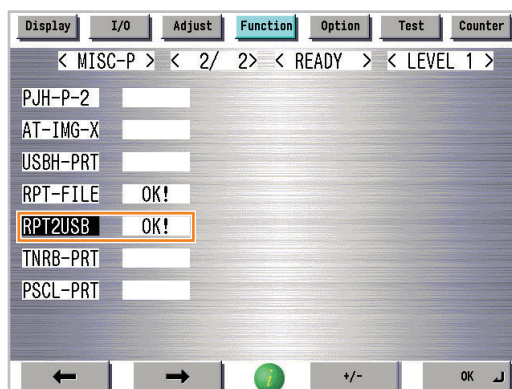 Display I/O Adjust Function Option Test Counter
< MISC-P > < 2/ 2> < READY > < LEVEL 1 >
PJH-P-2
AT-IMG-X
USBH-PRT
RPT-FILE OK!
RPT2USB OK!
TNRB-PRT
PSCL-PRT
← → i +/- OK ┘